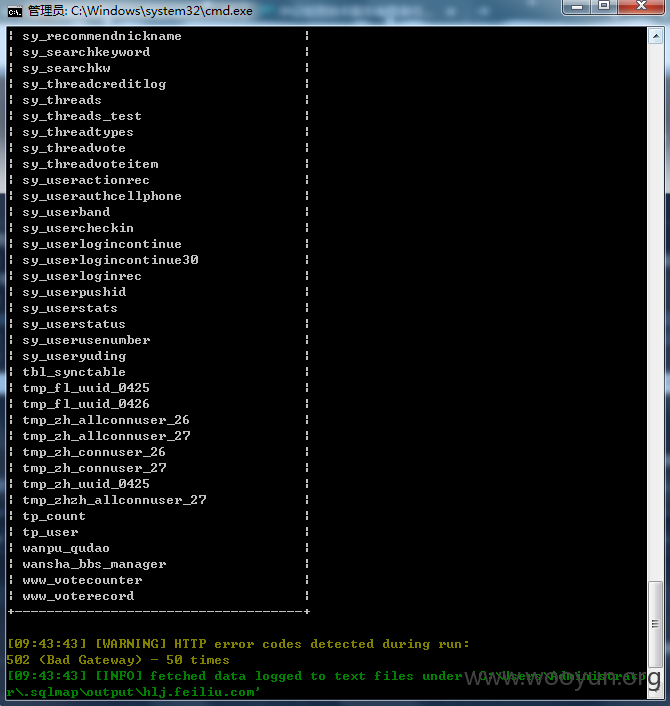 管理员: C:\Windows\system32\cmd.exe
| sy_recommendnickname |
| sy_searchkeyword |
| sy_searchkw |
| sy_threadcreditlog |
| sy_threads |
| sy_threads_test |
| sy_threadtypes |
| sy_threadvote |
| sy_threadvoteitem |
| sy_useractionrec |
| sy_userauthcellphone |
| sy_userband |
| sy_usercheckin |
| sy_userlogincontinue |
| sy_userlogincontinue30 |
| sy_userloginrec |
| sy_userpushid |
| sy_userstats |
| sy_userstatus |
| sy_userusenumber |
| sy_useryuding |
| tbl_synctable |
| tmp_fl_uuid_0425 |
| tmp_fl_uuid_0426 |
| tmp_zh_allconnuser_26 |
| tmp_zh_allconnuser_27 |
| tmp_zh_connuser_26 |
| tmp_zh_connuser_27 |
| tmp_zh_uuid_0425 |
| tmp_zhzh_allconnuser_27 |
| tp_count |
| tp_user |
| wanpu_qudao |
| wansha_bbs_manager |
| www_votecounter |
| www_voterecord |
+------------------------------------+
[09:43:43] [WARNING] HTTP error codes detected during run:
502 (Bad Gateway) - 50 times
[09:43:43] [INFO] fetched data logged to text files under 'C:\Users\Administrato
r\.sqlmap\output\hlj.feiliu.com'
www.wooyun.org